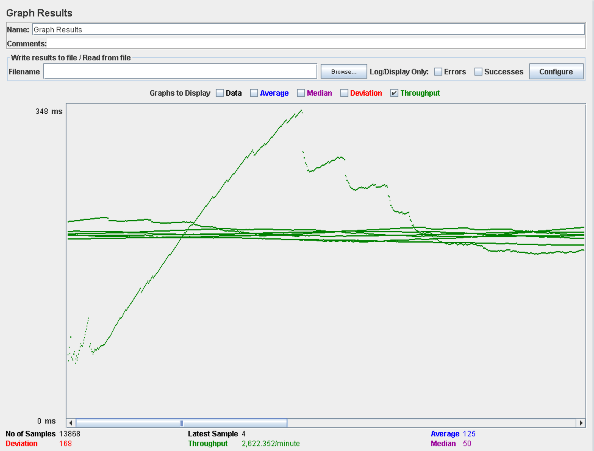 Graph Results
Name: Graph Results
Comments:
Write results to file / Read from file
Filename Browse... Log/Display Only: Errors Successes Configure
Graphs to Display Data Average Median Deviation Throughput
348 ms
0 ms
No of Samples 13868 Latest Sample 4 Average 125
Deviation 168 Throughput 2,622.352/minute Median 50